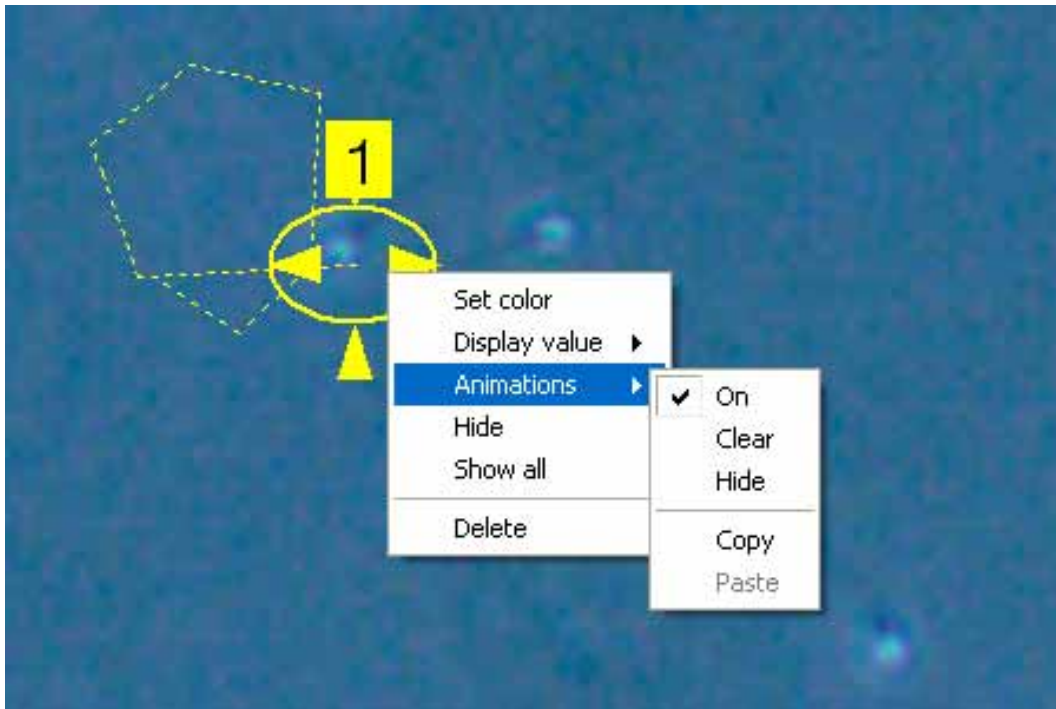 1
Set color
Display value
Animations
Hide
Show all
Delete
On
Clear
Hide
Copy
Paste